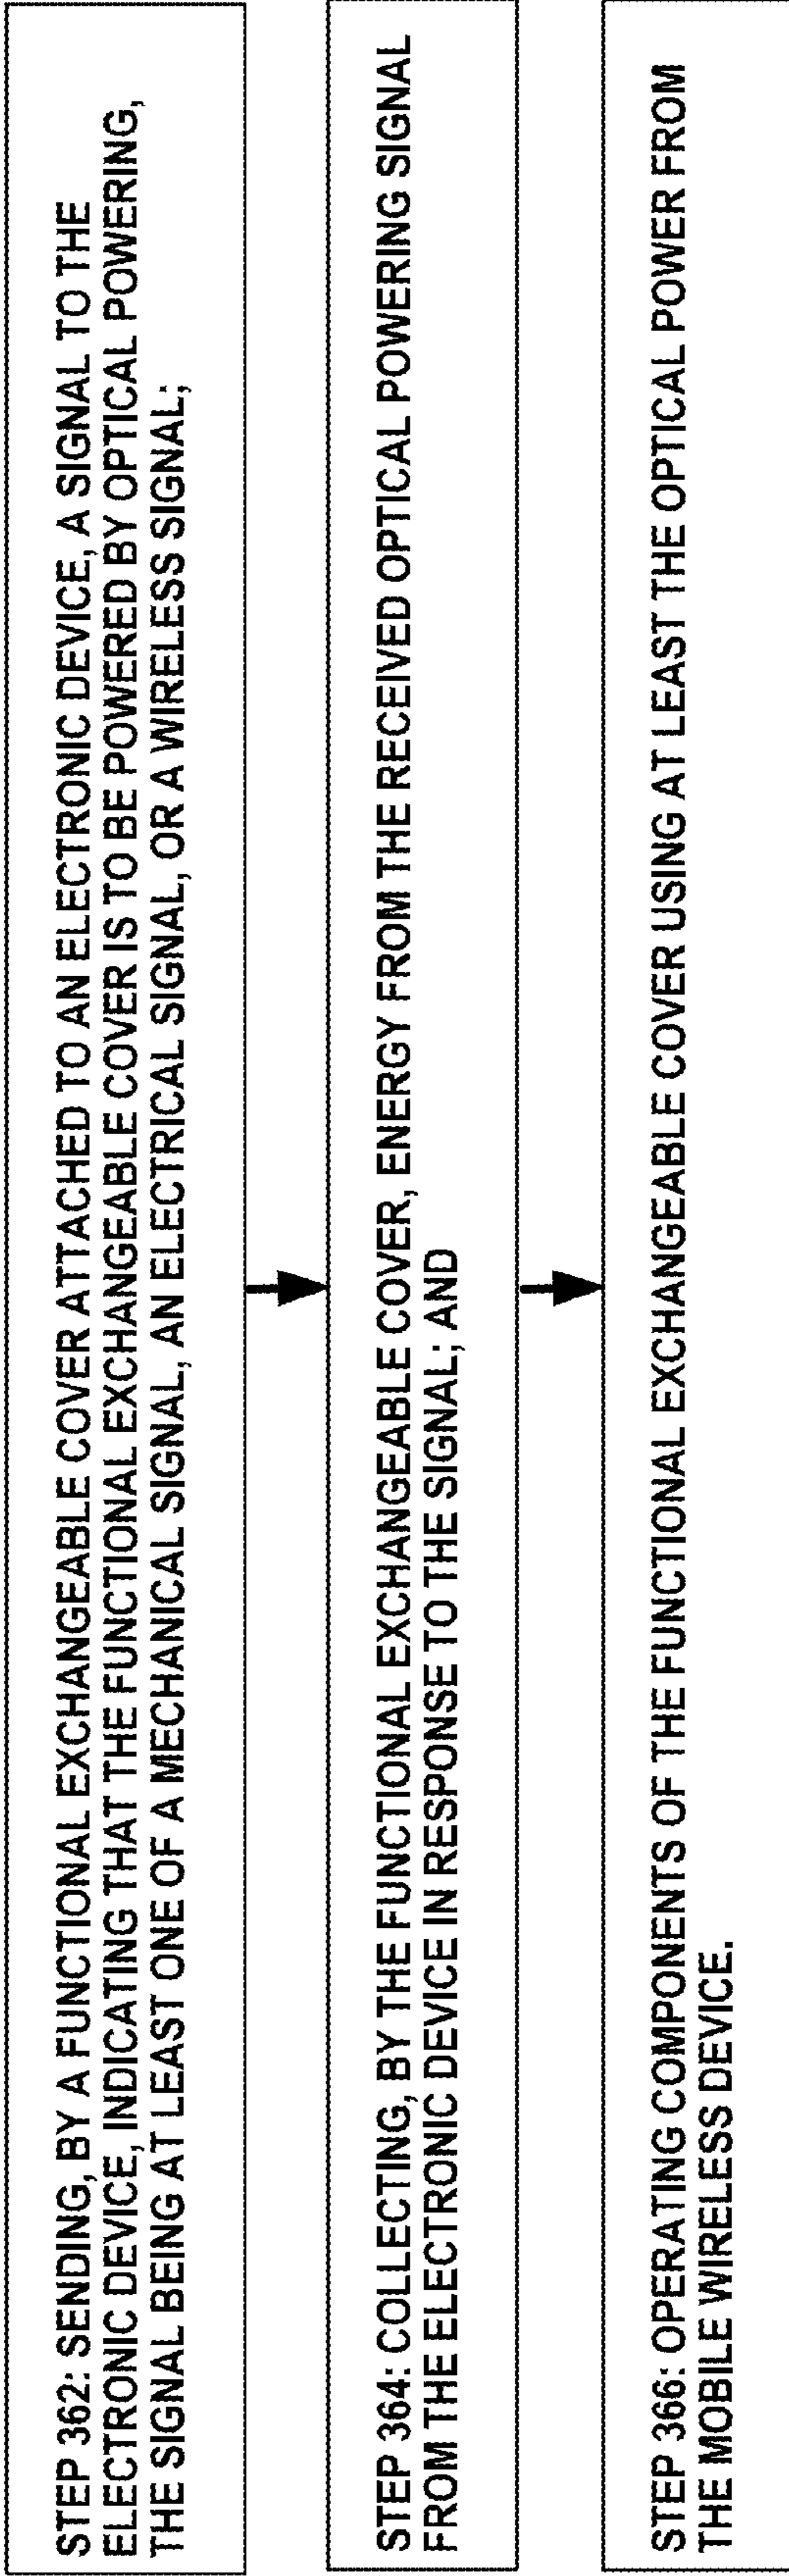 STEP 362: SENDING, BY A FUNCTIONAL EXCHANGEABLE COVER ATTACHED TO AN ELECTRONIC DEVICE, A SIGNAL TO THE
ELECTRONIC DEVICE, INDICATING THAT THE FUNCTIONAL EXCHANGEABLE COVER IS TO BE POWERED BY OPTICAL POWERING,
THE SIGNAL BEING AT LEAST ONE OF A MECHANICAL SIGNAL, AN ELECTRICAL SIGNAL, OR A WIRELESS SIGNAL;
STEP 364: COLLECTING, BY THE FUNCTIONAL EXCHANGEABLE COVER, ENERGY FROM THE RECEIVED OPTICAL POWERING SIGNAL
FROM THE ELECTRONIC DEVICE IN RESPONSE TO THE SIGNAL; AND
STEP 366: OPERATING COMPONENTS OF THE FUNCTIONAL EXCHANGEABLE COVER USING AT LEAST THE OPTICAL POWER FROM
THE MOBILE WIRELESS DEVICE.